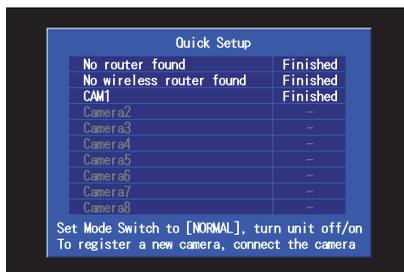 Quick Setup
No router found Finished
No wireless router found Finished
CAM1 Finished
Camera2 -
Camera3 -
Camera4 -
Camera5 -
Camera6 -
Camera7 -
Camera8 -
Set Mode Switch to [NORMAL], turn unit off/on
To register a new camera, connect the camera